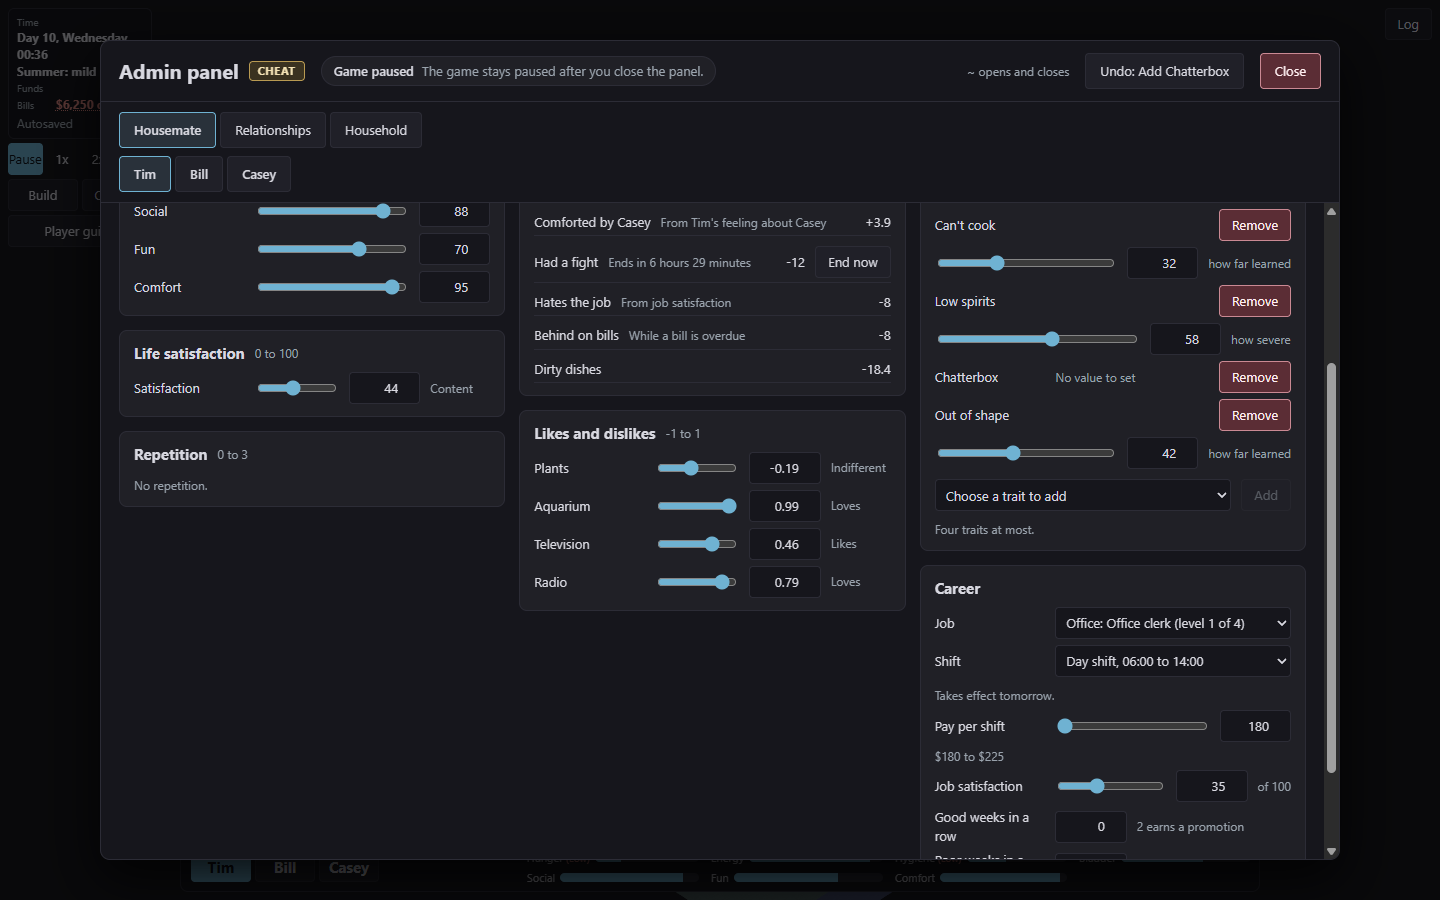 Time
Day 10, Wednesday
00:36
Summer: mild
Funds
Bills $6,250
Autosaved
Pause 1x
Build
Player gui
Log
Admin panel CHEAT Game paused The game stays paused after you close the panel. ~ opens and closes Undo: Add Chatterbox Close
Housemate Relationships Household
Tim Bill Casey
Social 88
Fun 70
Comfort 95
Life satisfaction 0 to 100
Satisfaction 44 Content
Repetition 0 to 3
No repetition.
Comforted by Casey From Tim's feeling about Casey +3.9
Had a fight Ends in 6 hours 29 minutes -12 End now
Hates the job From job satisfaction -8
Behind on bills While a bill is overdue -8
Dirty dishes -18.4
Likes and dislikes -1 to 1
Plants -0.19 Indifferent
Aquarium 0.99 Loves
Television 0.46 Likes
Radio 0.79 Loves
Can't cook Remove
32 how far learned
Low spirits Remove
58 how severe
Chatterbox No value to set Remove
Out of shape Remove
42 how far learned
Choose a trait to add Add
Four traits at most.
Career
Job Office: Office clerk (level 1 of 4)
Shift Day shift, 06:00 to 14:00
Takes effect tomorrow.
Pay per shift 180
$180 to $225
Job satisfaction 35 of 100
Good weeks in a
row 0 2 earns a promotion
Tim Bill Casey
Social Fun Comfort